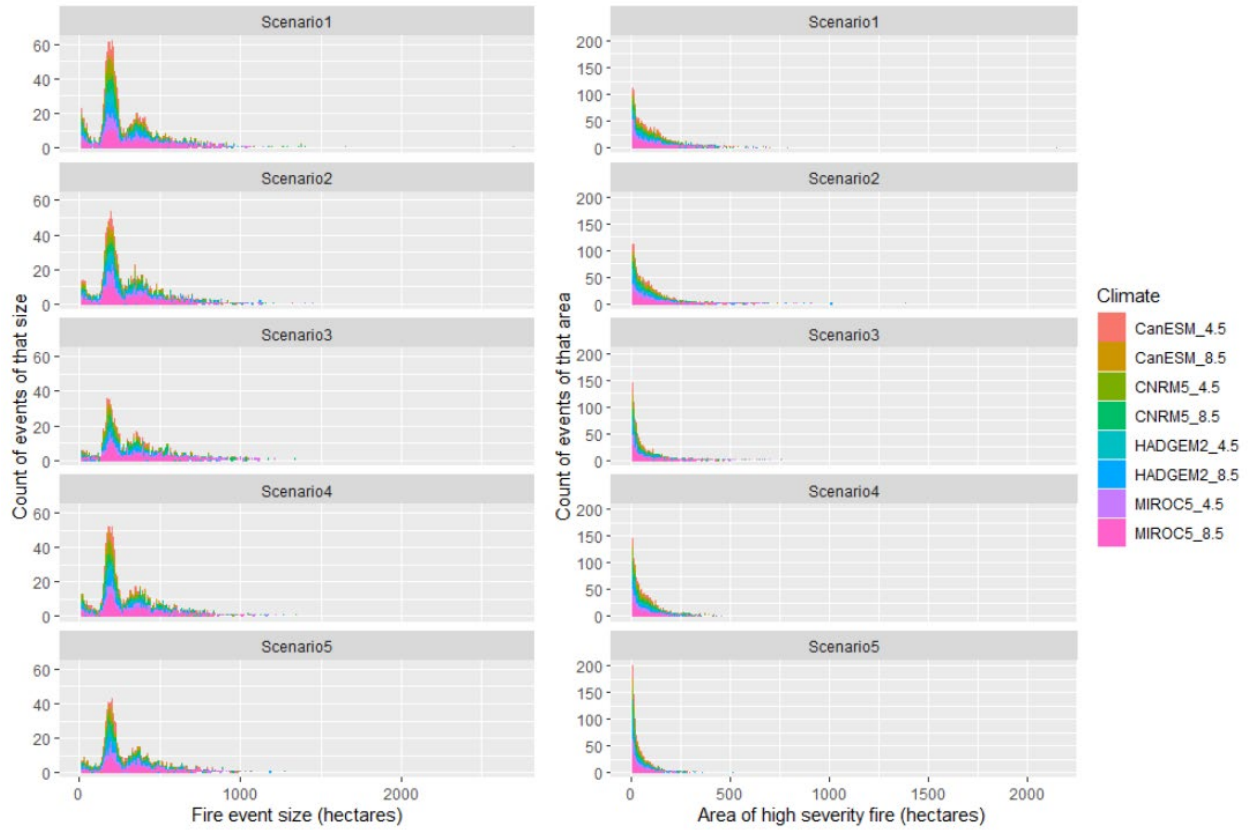 Scenario1
60
40
20
0
Scenario2
60
40
20
0
Scenario3
60
40
20
0
Scenario4
60
40
20
0
Scenario5
60
40
20
0
0
1000
2000
Fire event size (hectares)
Count of events of that size
Scenario1
200
150
100
50
0
Scenario2
200
150
100
50
0
Scenario3
200
150
100
50
0
Scenario4
200
150
100
50
0
Scenario5
200
150
100
50
0
0
500
1000
1500
2000
Area of high severity fire (hectares)
Count of events of that area
Climate
CanESM_4.5
CanESM_8.5
CNRM5_4.5
CNRM5_8.5
HADGEM2_4.5
HADGEM2_8.5
MIROC5_4.5
MIROC5_8.5